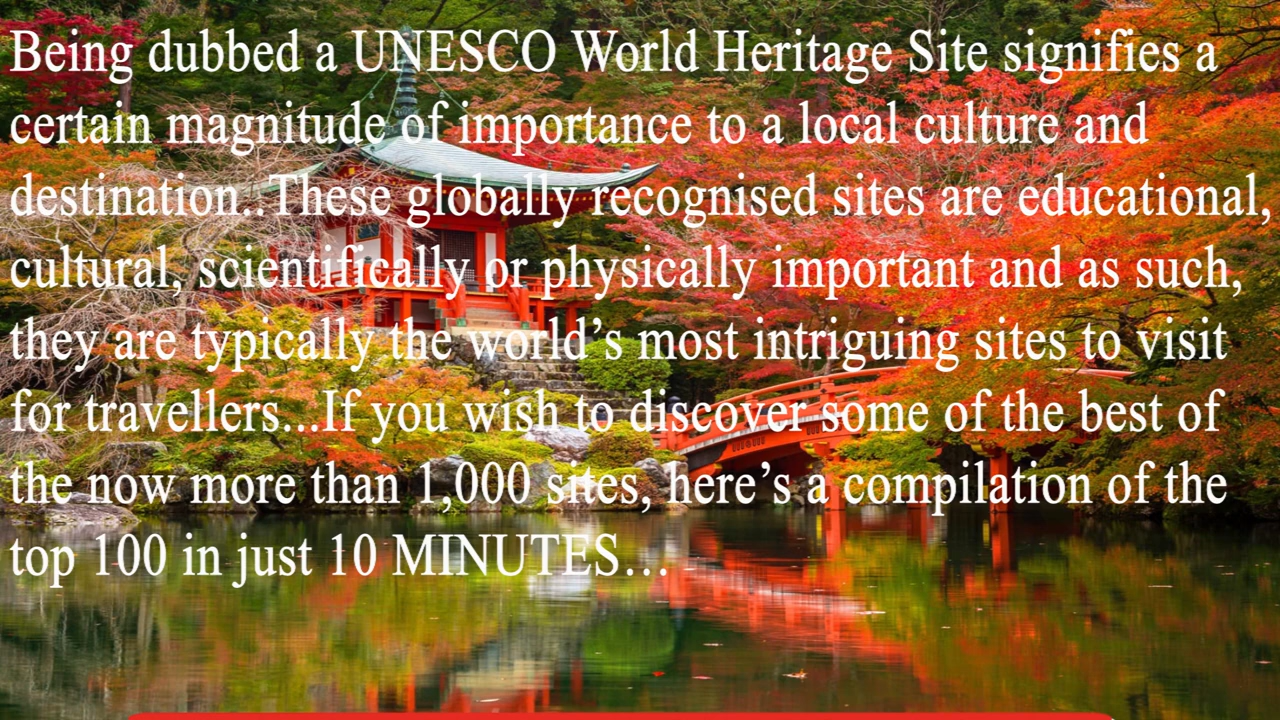 Being dubbed a UNESCO World Heritage Site signifies a
certain magnitude of importance to a local culture and
destination..These globally recognised sites are educational,
cultural, scientifically or physically important and as such,
they are typically the world’s most intriguing sites to visit
for travellers...If you wish to discover some of the best of
the now more than 1,000 sites, here’s a compilation of the
top 100 in just 10 MINUTES…